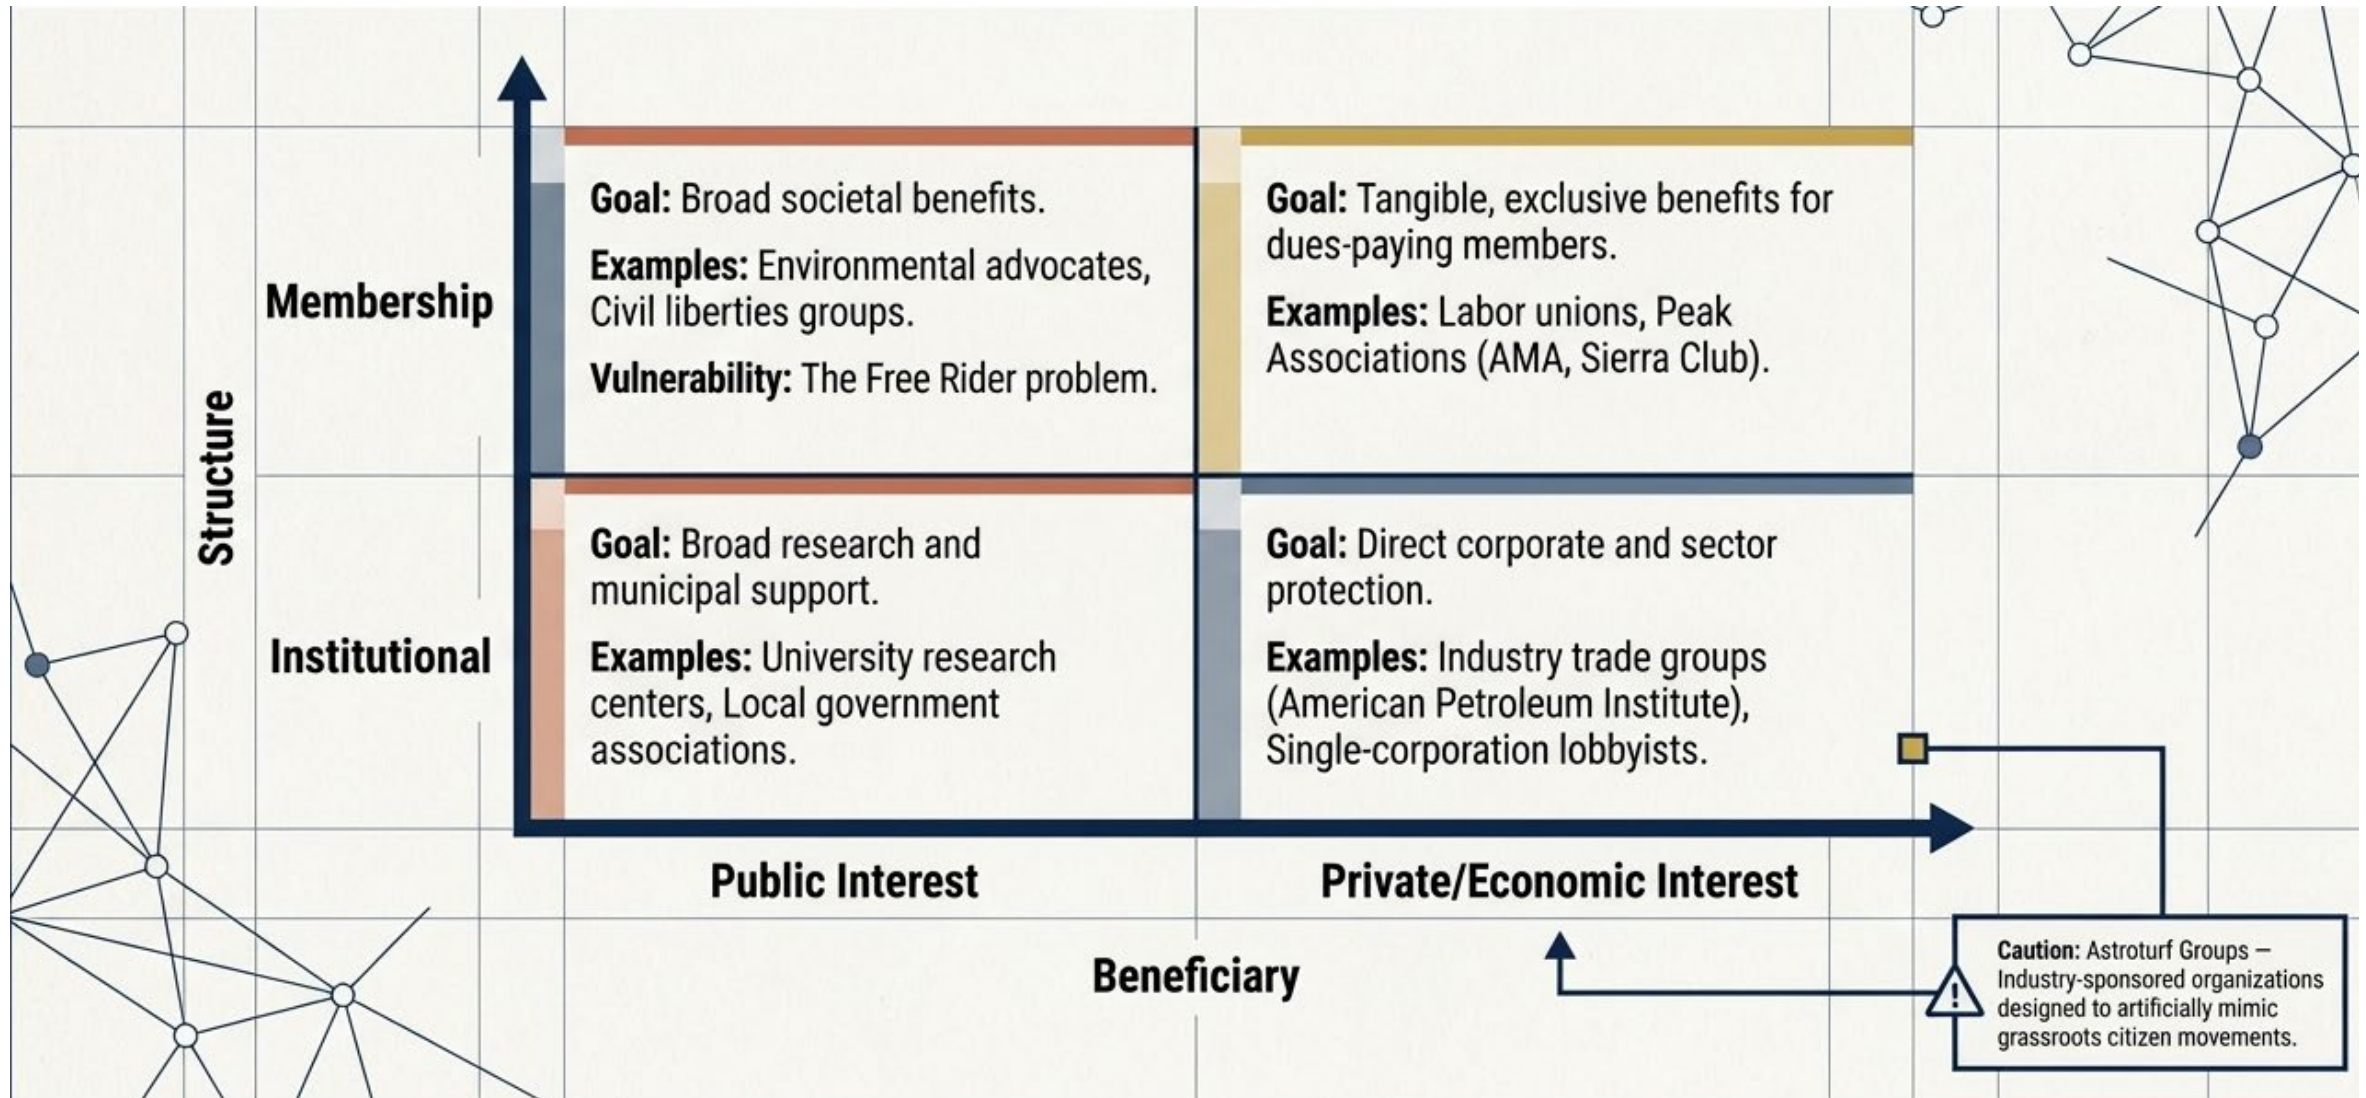 Structure
Membership
Goal: Broad societal benefits.
Examples: Environmental advocates,
Civil liberties groups.
Vulnerability: The Free Rider problem.
Goal: Tangible, exclusive benefits for
dues-paying members.
Examples: Labor unions, Peak
Associations (AMA, Sierra Club).
Institutional
Goal: Broad research and
municipal support.
Examples: University research
centers, Local government
associations.
Goal: Direct corporate and sector
protection.
Examples: Industry trade groups
(American Petroleum Institute),
Single-corporation lobbyists.
Public Interest
Private/Economic Interest
Beneficiary
!
Caution: Astroturf Groups –
Industry-sponsored organizations
designed to artificially mimic
grassroots citizen movements.